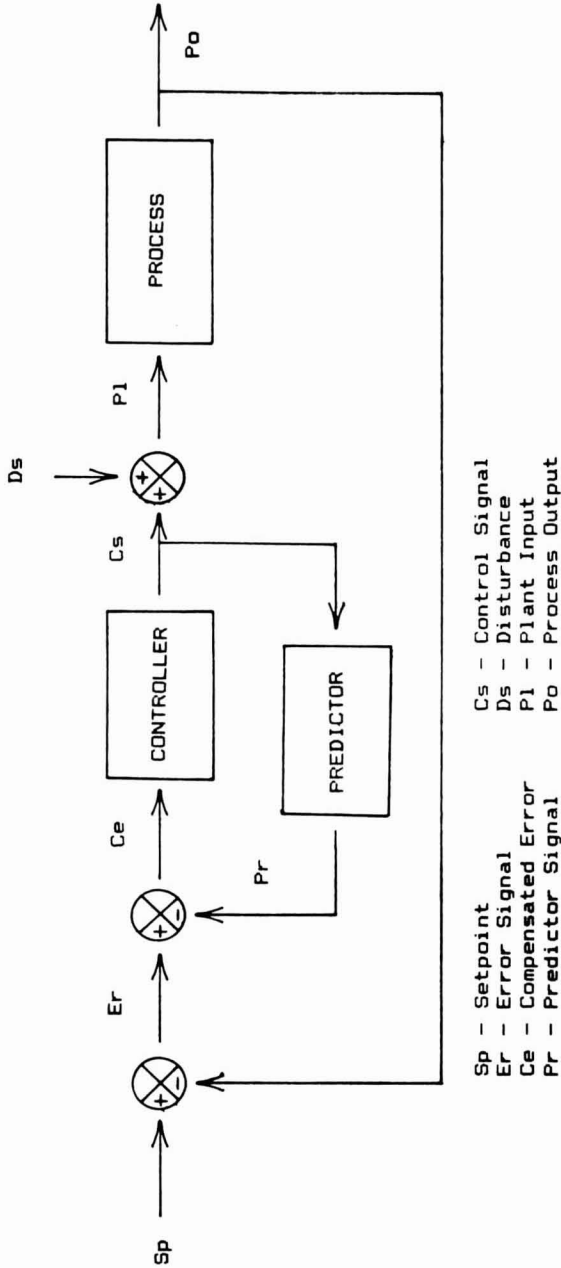 Ds
Sp
Er
Ce
Cs
Pl
Po
+
-
+
-
+
+
CONTROLLER
PROCESS
Pr
PREDICTOR
Sp - Setpoint
Er - Error Signal
Ce - Compensated Error
Pr - Predictor Signal
Cs - Control Signal
Ds - Disturbance
Pl - Plant Input
Po - Process Output